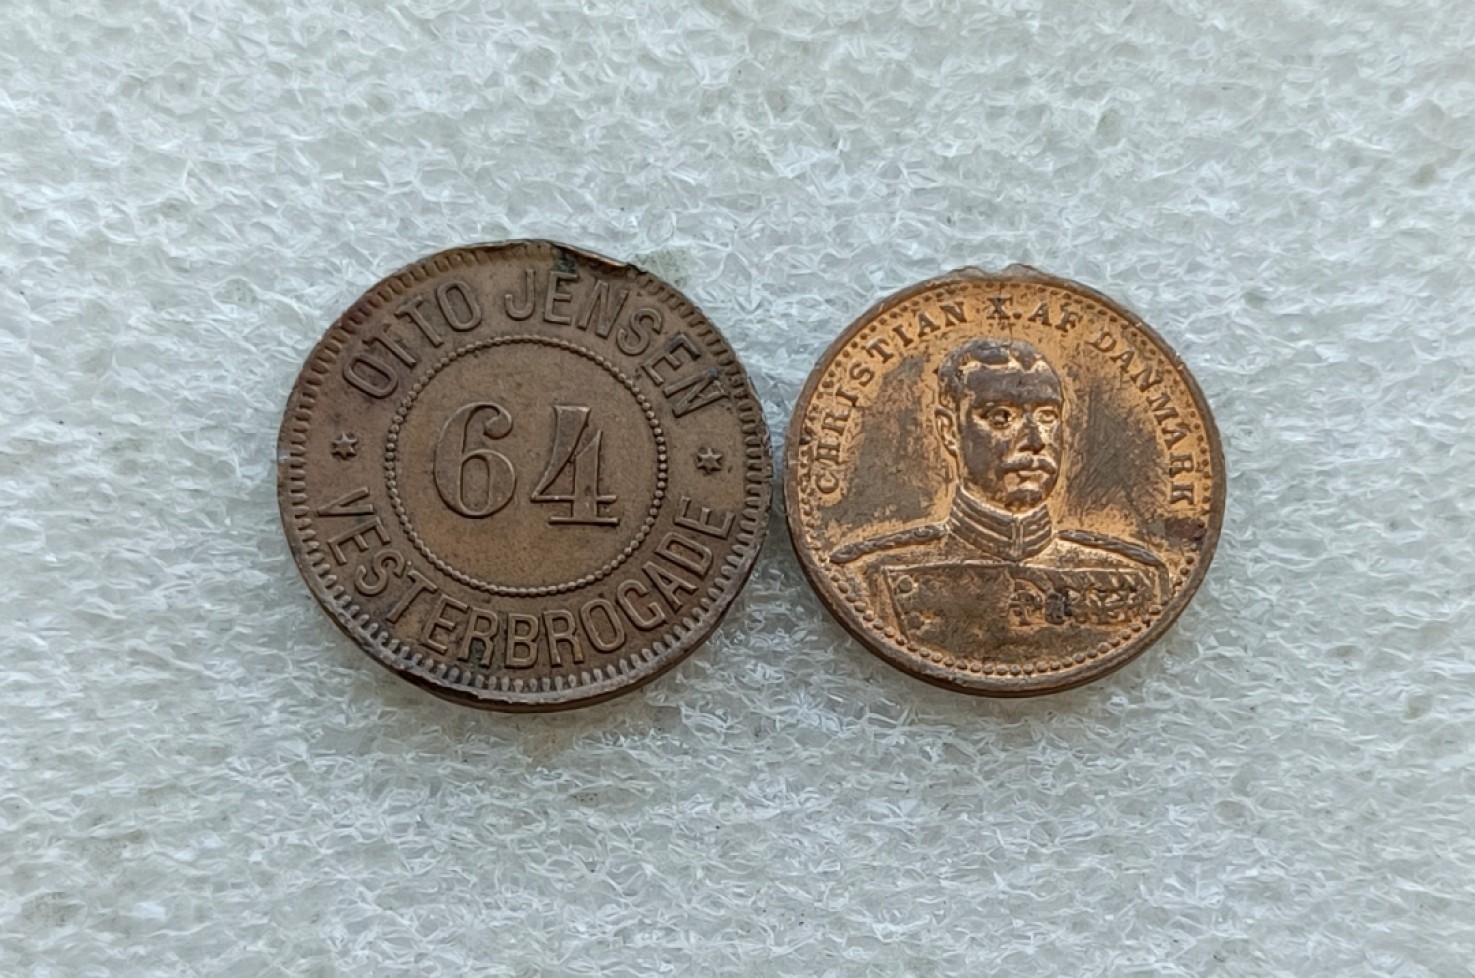 OTTO JENSEN
64
VESTERBROGADE
CHRISTIAN X. AF DANMARK